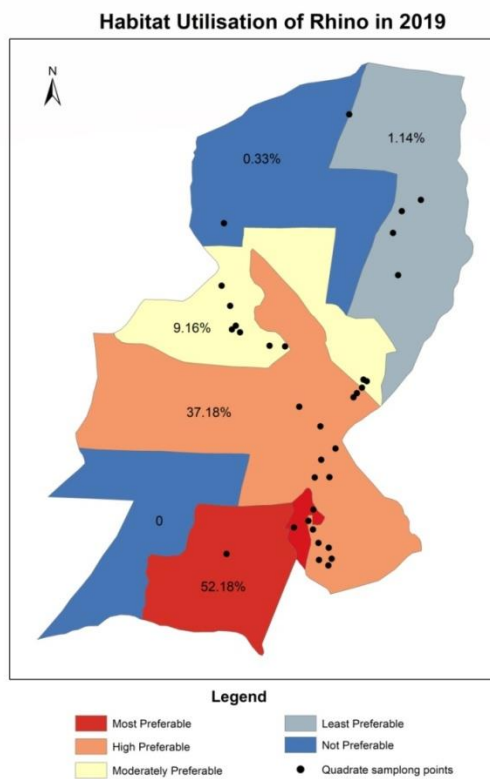 Habitat Utilisation of Rhino in 2019
N
0.33%
1.14%
9.16%
37.18%
0
52.18%
Legend
Most Preferable
High Preferable
Moderately Preferable
Least Preferable
Not Preferable
Quadrate samplong points